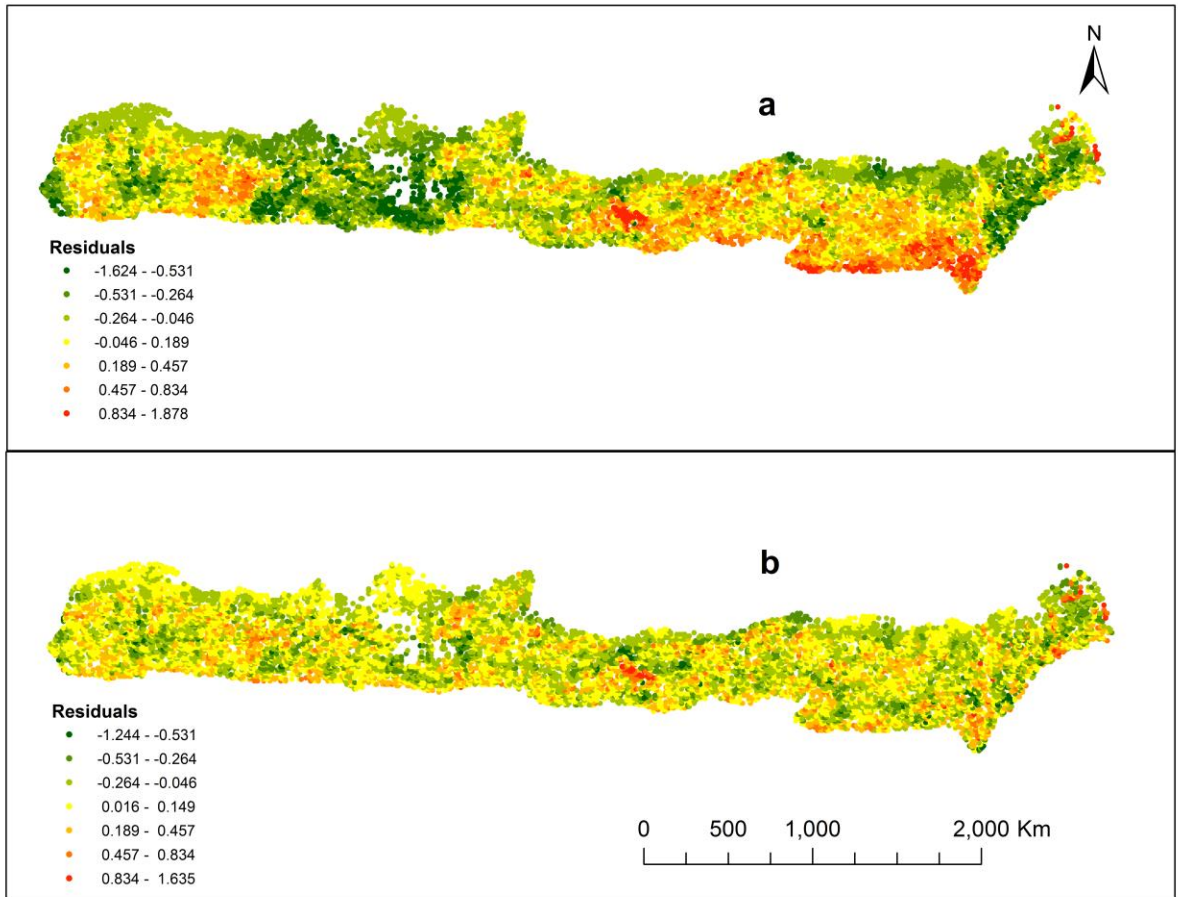 N
a
Residuals
-1.624 - -0.531
-0.531 - -0.264
-0.264 - -0.046
-0.046 - 0.189
0.189 - 0.457
0.457 - 0.834
0.834 - 1.878
b
Residuals
-1.244 - -0.531
-0.531 - -0.264
-0.264 - -0.046
0.016 - 0.149
0.189 - 0.457
0.457 - 0.834
0.834 - 1.635
0 500 1,000 2,000 Km